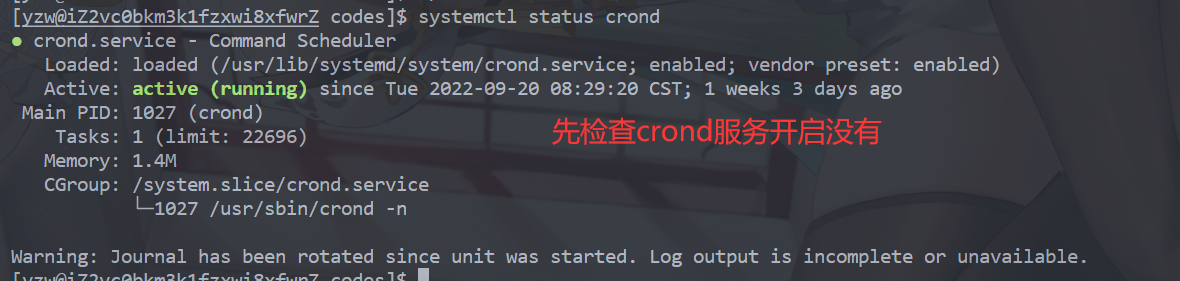 [yzw@iZ2vc0bkm3k1fzxwi8xfwrZ codes]$ systemctl status crond
● crond.service - Command Scheduler
Loaded: loaded (/usr/lib/systemd/system/crond.service; enabled; vendor preset: enabled)
Active: active (running) since Tue 2022-09-20 08:29:20 CST; 1 weeks 3 days ago
Main PID: 1027 (crond)
先检查crond服务开启没有
Tasks: 1 (limit: 22696)
Memory: 1.4M
CGroup: /system.slice/crond.service
└─1027 /usr/sbin/crond -n
Warning: Journal has been rotated since unit was started. Log output is incomplete or unavailable.
[yzw@iZ2vc0bkm3k1fzxwi8xfwrZ codes]$